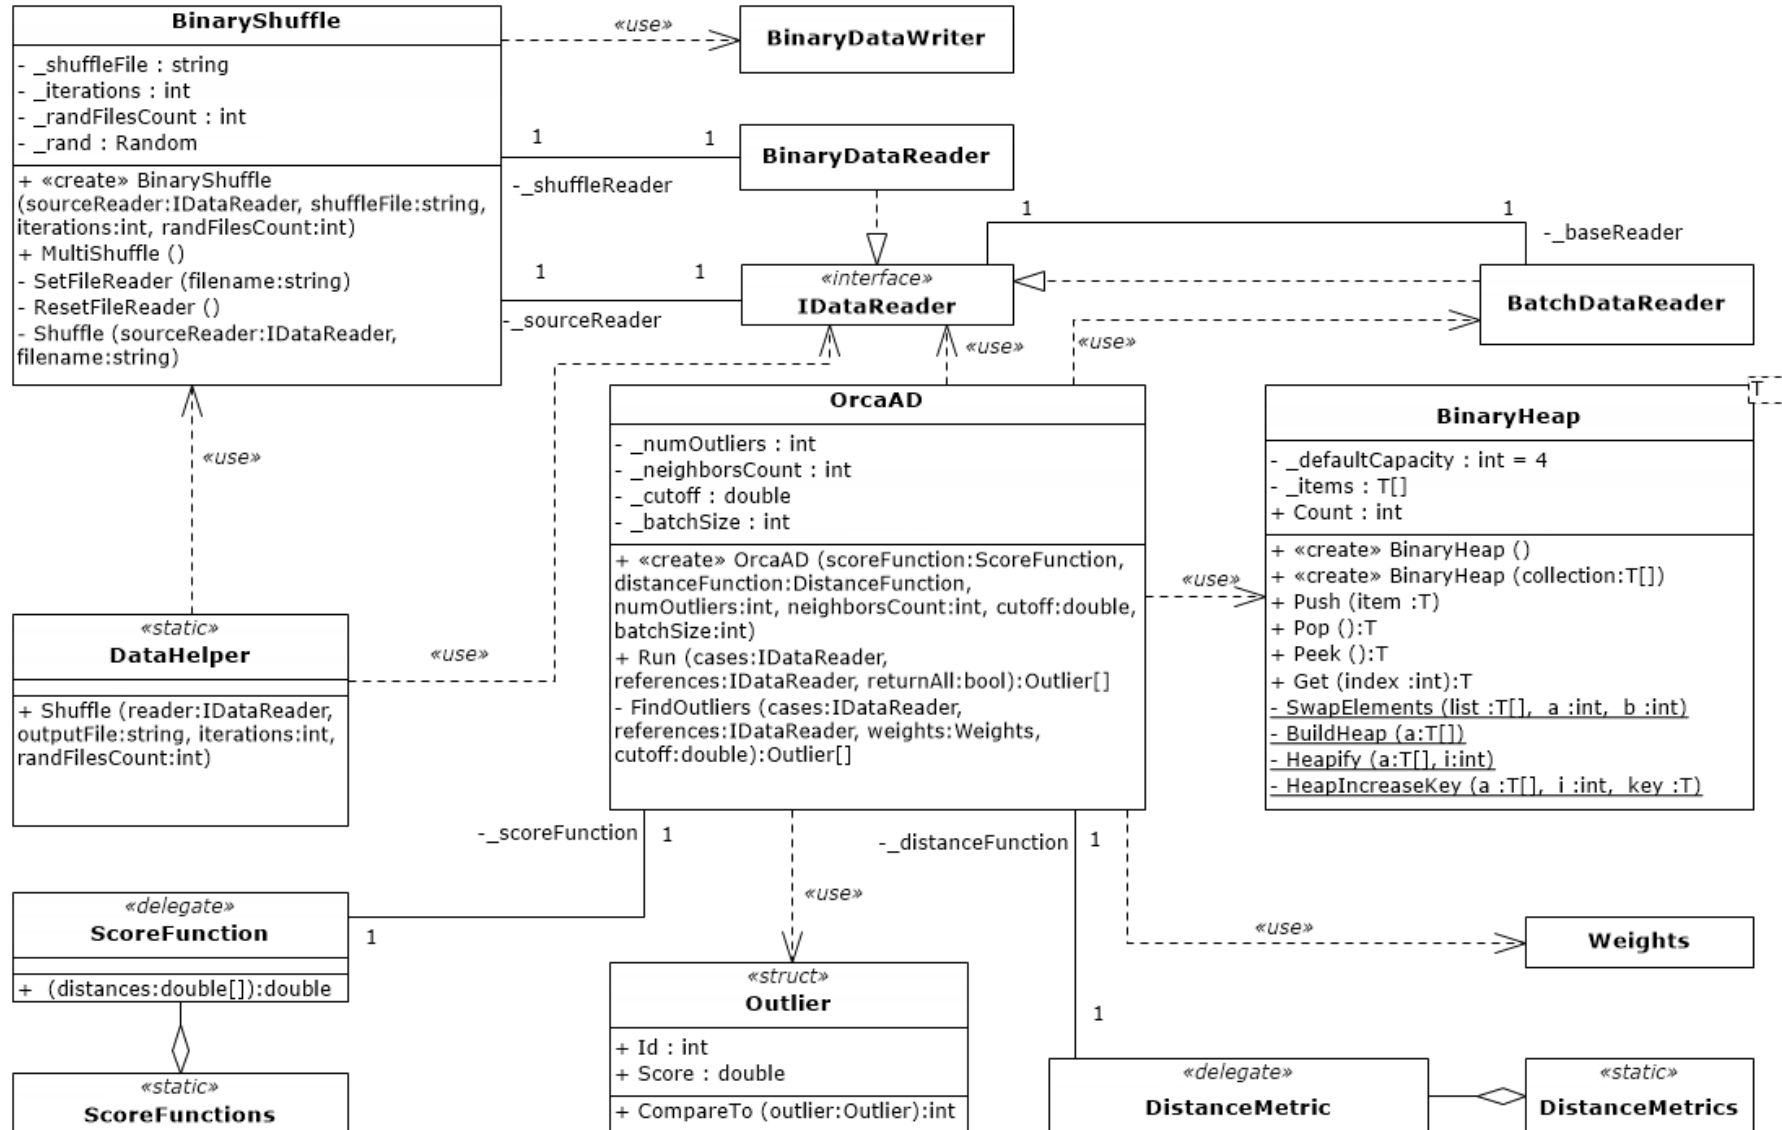 BinaryShuffle
- _shuffleFile : string
- _iterations : int
- _randFilesCount : int
- _rand : Random
+ «create» BinaryShuffle
(sourceReader:IDataReader, shuffleFile:string,
iterations:int, randFilesCount:int)
+ MultiShuffle ()
- SetFileReader (filename:string)
- ResetFileReader ()
- Shuffle (sourceReader:IDataReader,
filename:string)
«use»
BinaryDataWriter
1
1
-_shuffleReader
BinaryDataReader
1
1
-_sourceReader
«interface»
IDataReader
1
1
-_baseReader
BatchDataReader
«use»
«use»
«use»
«use»
«static»
DataHelper
+ Shuffle (reader:IDataReader,
outputFile:string, iterations:int,
randFilesCount:int)
OrcaAD
- _numOutliers : int
- _neighborsCount : int
- _cutoff : double
- _batchSize : int
+ «create» OrcaAD (scoreFunction:ScoreFunction,
distanceFunction:DistanceFunction,
numOutliers:int, neighborsCount:int, cutoff:double,
batchSize:int)
+ Run (cases:IDataReader,
references:IDataReader, returnAll:bool):Outlier[]
- FindOutliers (cases:IDataReader,
references:IDataReader, weights:Weights,
cutoff:double):Outlier[]
«use»
T
BinaryHeap
- _defaultCapacity : int = 4
- _items : T[]
+ Count : int
+ «create» BinaryHeap ()
+ «create» BinaryHeap (collection:T[])
+ Push (item :T)
+ Pop ():T
+ Peek ():T
+ Get (index :int):T
- SwapElements (list :T[], a :int, b :int)
- BuildHeap (a:T[])
- Heapify (a:T[], i:int)
- HeapIncreaseKey (a :T[], i :int, key :T)
-_scoreFunction
1
1
«delegate»
ScoreFunction
+ (distances:double[]):double
«static»
ScoreFunctions
«use»
«struct»
Outlier
+ Id : int
+ Score : double
+ CompareTo (outlier:Outlier):int
-_distanceFunction
1
1
«use»
Weights
«delegate»
DistanceMetric
«static»
DistanceMetrics